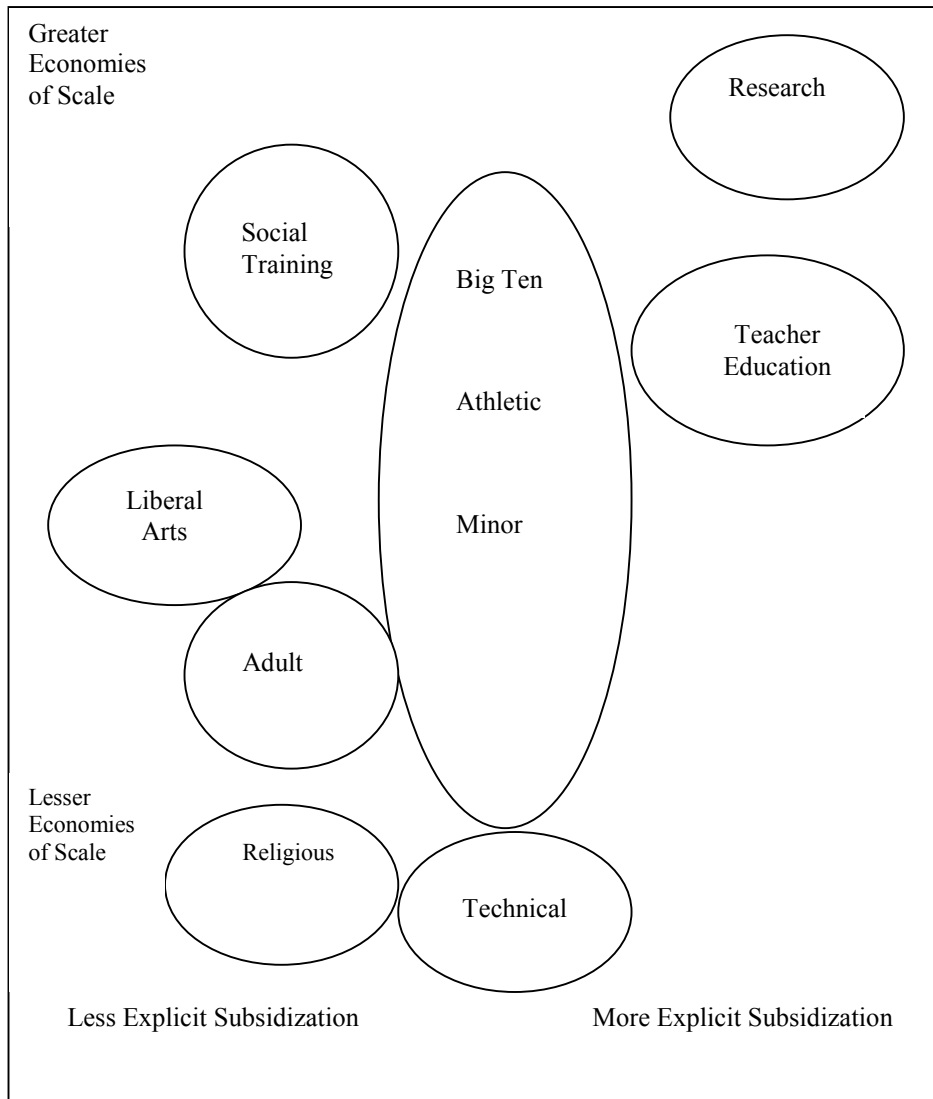 Greater
Economies
of Scale
Research
Social
Training
Big Ten
Teacher
Education
Athletic
Liberal
Arts
Minor
Adult
Lesser
Economies
of Scale
Religious
Technical
Less Explicit Subsidization
More Explicit Subsidization